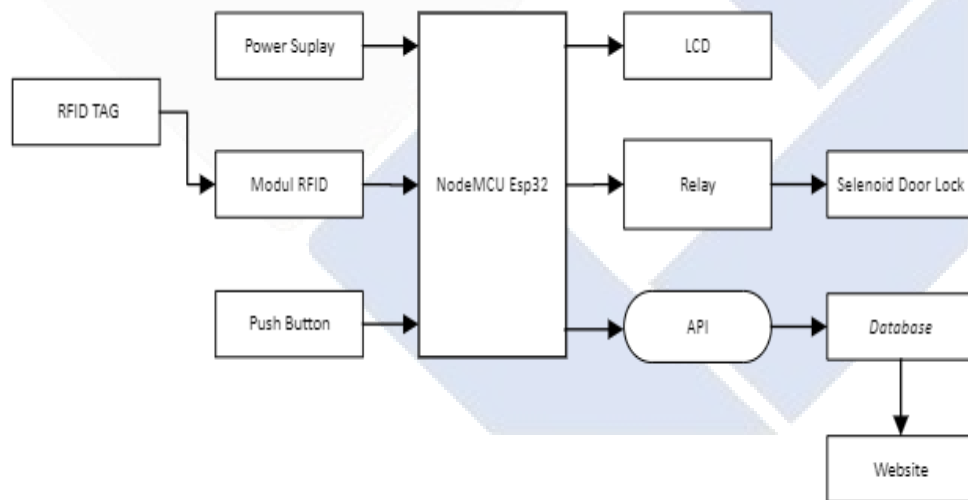 Power Suplay
LCD
RFID TAG
Modul RFID
NodeMCU Esp32
Relay
Selenoid Door Lock
Push Button
API
Database
Website